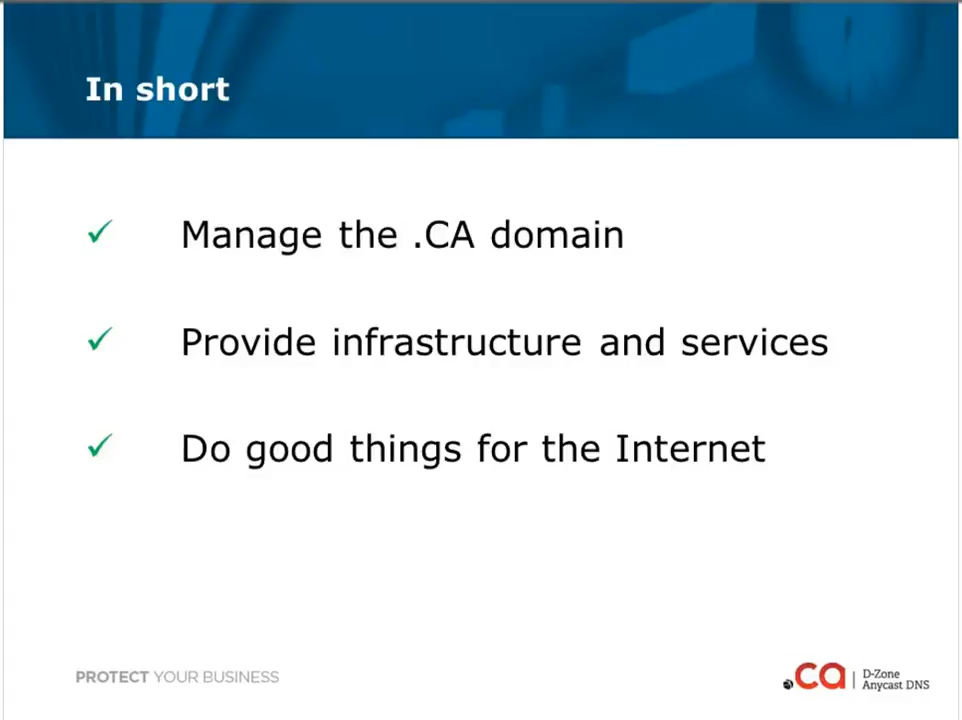 In short
Manage the .CA domain
Provide infrastructure and services
Do good things for the Internet
PROTECT YOUR BUSINESS
.ca
D-Zone
Anycast DNS